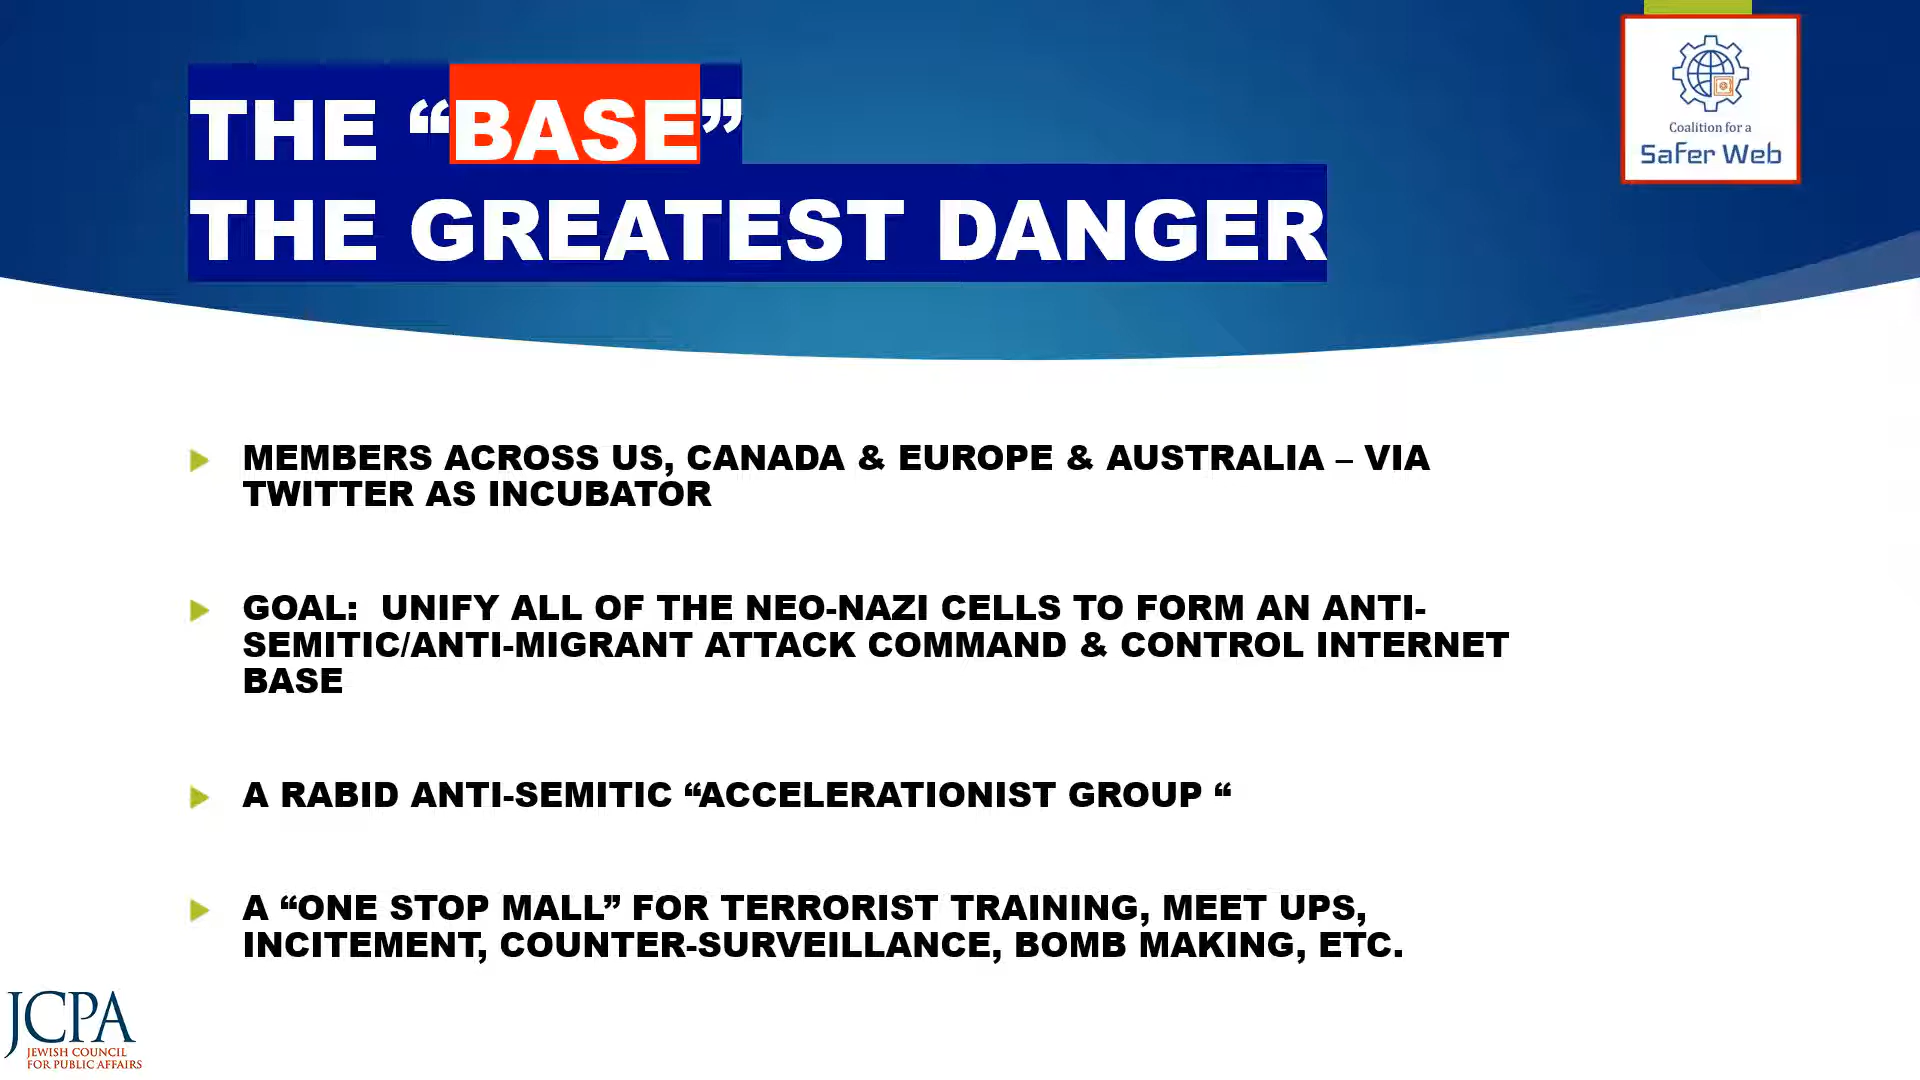 THE “BASE”
THE GREATEST DANGER
Coalition for a
Safer Web
MEMBERS ACROSS US, CANADA & EUROPE & AUSTRALIA – VIA
TWITTER AS INCUBATOR
GOAL:  UNIFY ALL OF THE NEO-NAZI CELLS TO FORM AN ANTI-
SEMITIC/ANTI-MIGRANT ATTACK COMMAND & CONTROL INTERNET
BASE
A RABID ANTI-SEMITIC “ACCELERATIONIST GROUP “
A “ONE STOP MALL” FOR TERRORIST TRAINING, MEET UPS,
INCITEMENT, COUNTER-SURVEILLANCE, BOMB MAKING, ETC.
JCPA
JEWISH COUNCIL
FOR PUBLIC AFFAIRS